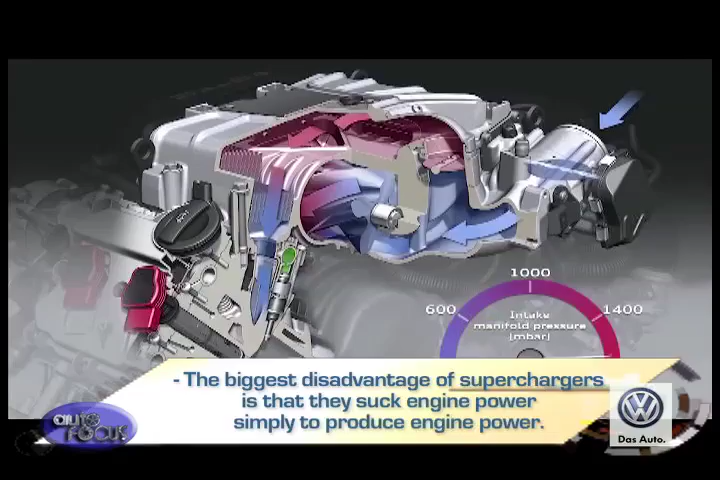 1000
600
1400
Intake
manifold pressure
[mbar]
- The biggest disadvantage of superchargers
is that they suck engine power
simply to produce engine power.
AUTO
FOCUS
Das Auto.